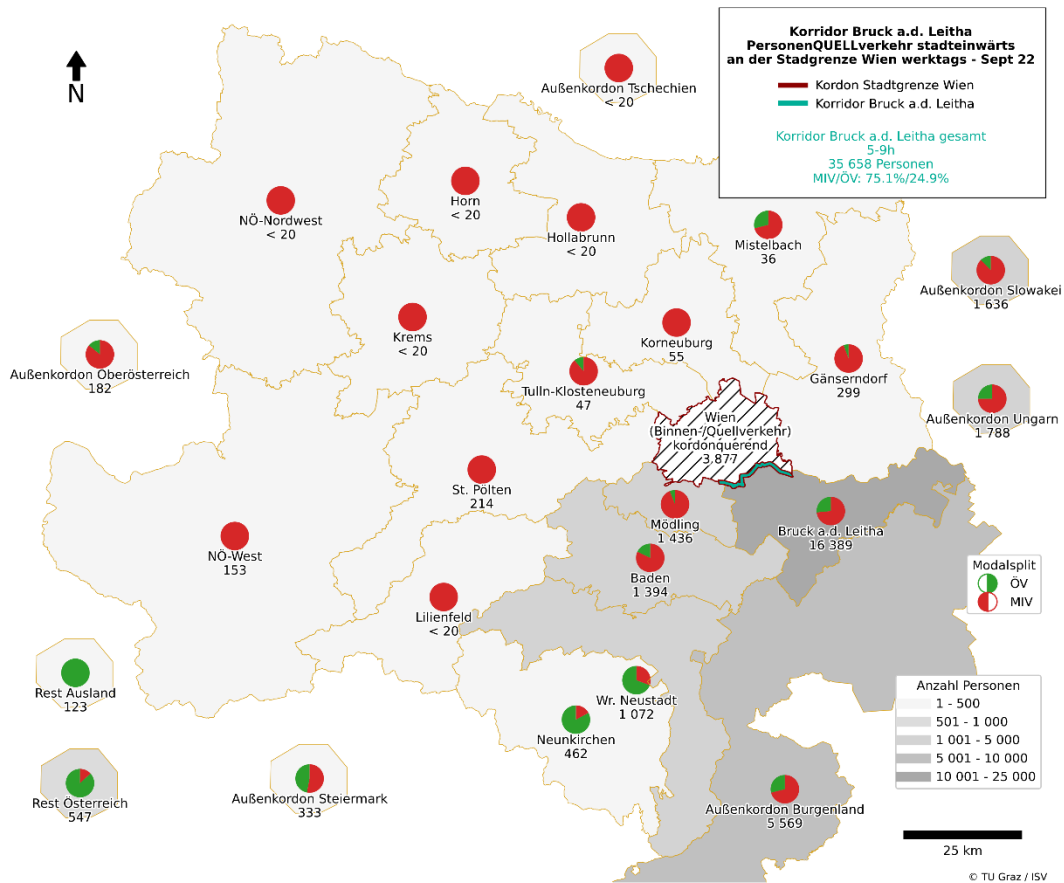 Korridor Bruck a.d. Leitha
PersonenQUELLverkehr stadteinwärts
an der Stadgrenze Wien werktags - Sept 22
Kordon Stadtgrenze Wien
Korridor Bruck a.d. Leitha
Korridor Bruck a.d. Leitha gesamt
5-9h
35 658 Personen
MIV/ÖV: 75.1%/24.9%
N
Außenkordon Tschechien
< 20
Horn
< 20
NÖ-Nordwest
< 20
Hollabrunn
< 20
Mistelbach
36
Außenkordon Slowakei
1 636
Krems
< 20
Korneuburg
55
Außenkordon Oberösterreich
182
Tulln-Klosteneuburg
47
Gänserndorf
299
Außenkordon Ungarn
1 788
Wien
(Binnen-/Quellverkehr)
kordonquerend
3 877
St. Pölten
214
Mödling
1 436
Bruck a.d. Leitha
16 389
NÖ-West
153
Baden
1 394
Modalsplit
ÖV
MIV
Lilienfeld
< 20
Rest Ausland
123
Wr. Neustadt
1 072
Neunkirchen
462
Anzahl Personen
1 - 500
501 - 1 000
1 001 - 5 000
5 001 - 10 000
10 001 - 25 000
Rest Österreich
547
Außenkordon Steiermark
333
Außenkordon Burgenland
5 569
25 km
© TU Graz / ISV